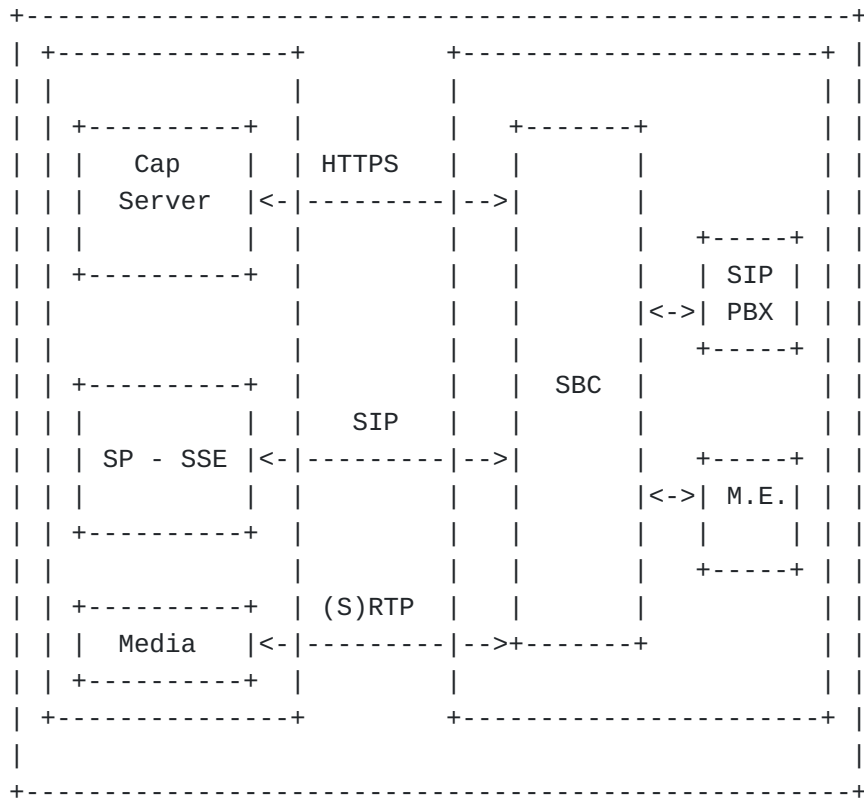 Cap HTTPS
Server
SIP
PBX
SBC
SIP
SP - SSE
M.E.
(S)RTP
Media